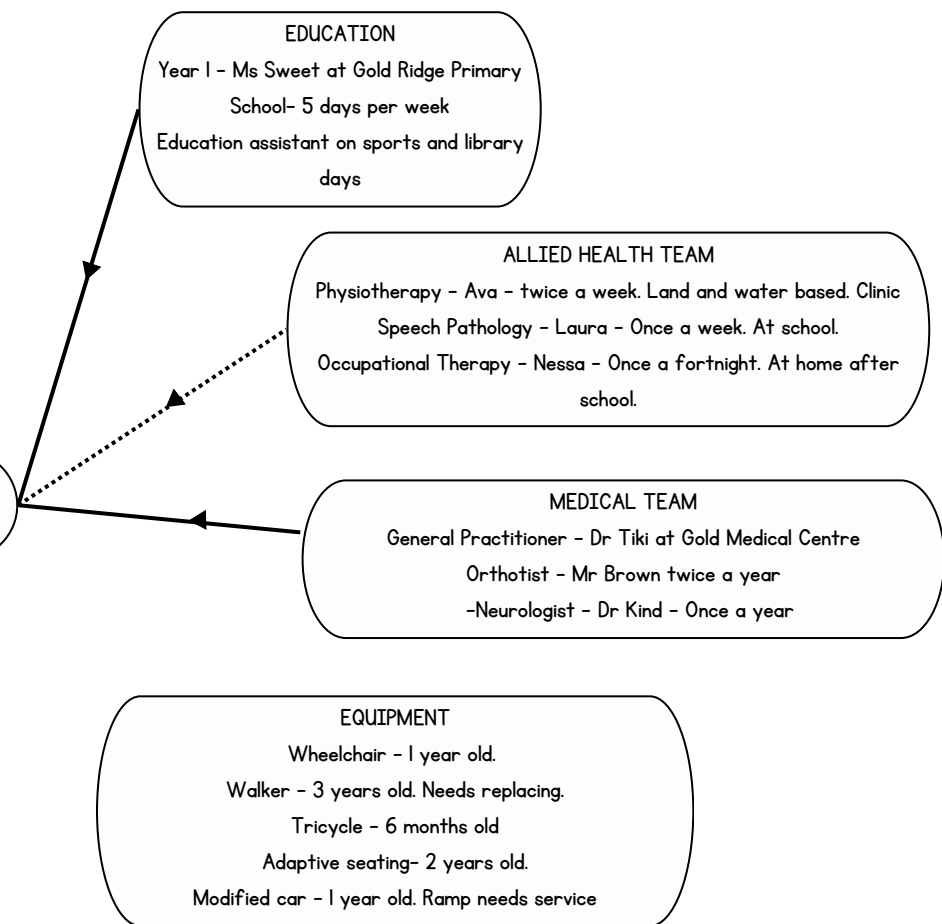 EDUCATION
Year 1 - Ms Sweet at Gold Ridge Primary
School- 5 days per week
Education assistant on sports and library
days
ALLIED HEALTH TEAM
Physiotherapy - Ava - twice a week. Land and water based. Clinic
Speech Pathology - Laura - Once a week. At school.
Occupational Therapy - Nessa - Once a fortnight. At home after
school.
MEDICAL TEAM
General Practitioner - Dr Tiki at Gold Medical Centre
Orthotist - Mr Brown twice a year
-Neurologist - Dr Kind - Once a year
EQUIPMENT
Wheelchair - 1 year old.
Walker - 3 years old. Needs replacing.
Tricycle - 6 months old
Adaptive seating- 2 years old.
Modified car - 1 year old. Ramp needs service